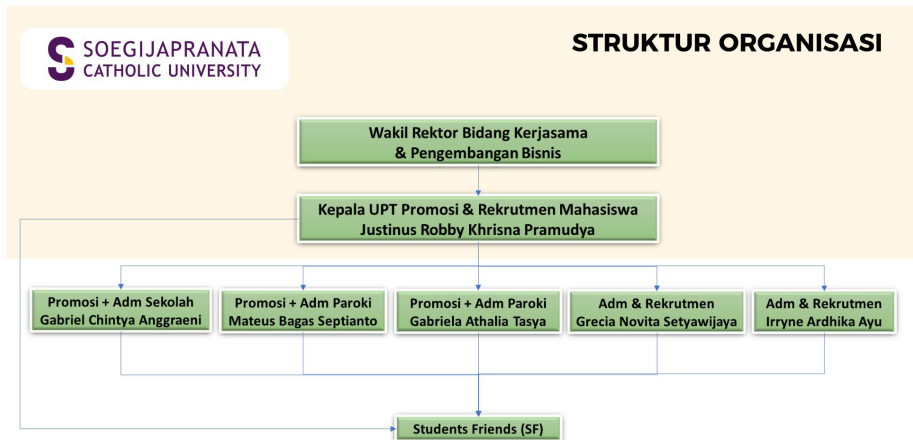 SOEGIJAPRANATA
CATHOLIC UNIVERSITY
STRUKTUR ORGANISASI
Wakil Rektor Bidang Kerjasama
& Pengembangan Bisnis
Kepala UPT Promosi & Rekrutmen Mahasiswa
Justinus Robby Khrisna Pramudya
Promosi + Adm Sekolah
Gabriel Chintya Anggraeni
Promosi + Adm Paroki
Mateus Bagas Septianto
Promosi + Adm Paroki
Gabriela Athalia Tasya
Adm & Rekrutmen
Grecia Novita Setyawijaya
Adm & Rekrutmen
Irryne Ardhika Ayu
Students Friends (SF)